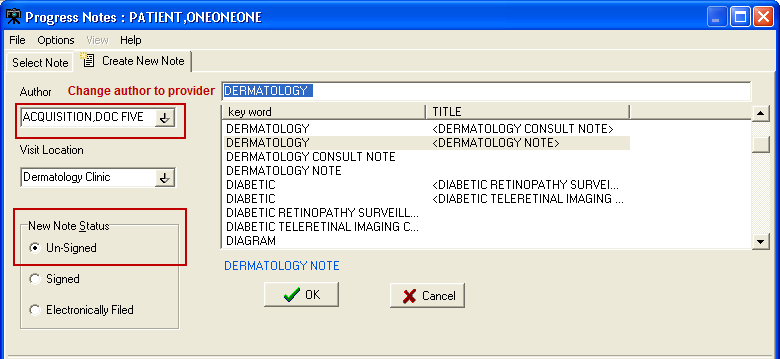 Progress Notes : PATIENT,ONEONEONE
File Options View Help
Select Note Create New Note
Author Change author to provider DERMATOLOGY
ACQUISITION,DOC FIVE
Visit Location
Dermatology Clinic
New Note Status
Un-Signed
Signed
Electronically Filed
key word TITLE
DERMATOLOGY <DERMATOLOGY CONSULT NOTE>
DERMATOLOGY <DERMATOLOGY NOTE>
DERMATOLOGY CONSULT NOTE
DERMATOLOGY NOTE
DIABETIC <DIABETIC RETINOPATHY SURVEI...
DIABETIC <DIABETIC TELERETINAL IMAGING ...
DIABETIC RETINOPATHY SURVEILL...
DIABETIC TELERETINAL IMAGING C...
DIAGRAM
DERMATOLOGY NOTE
OK Cancel